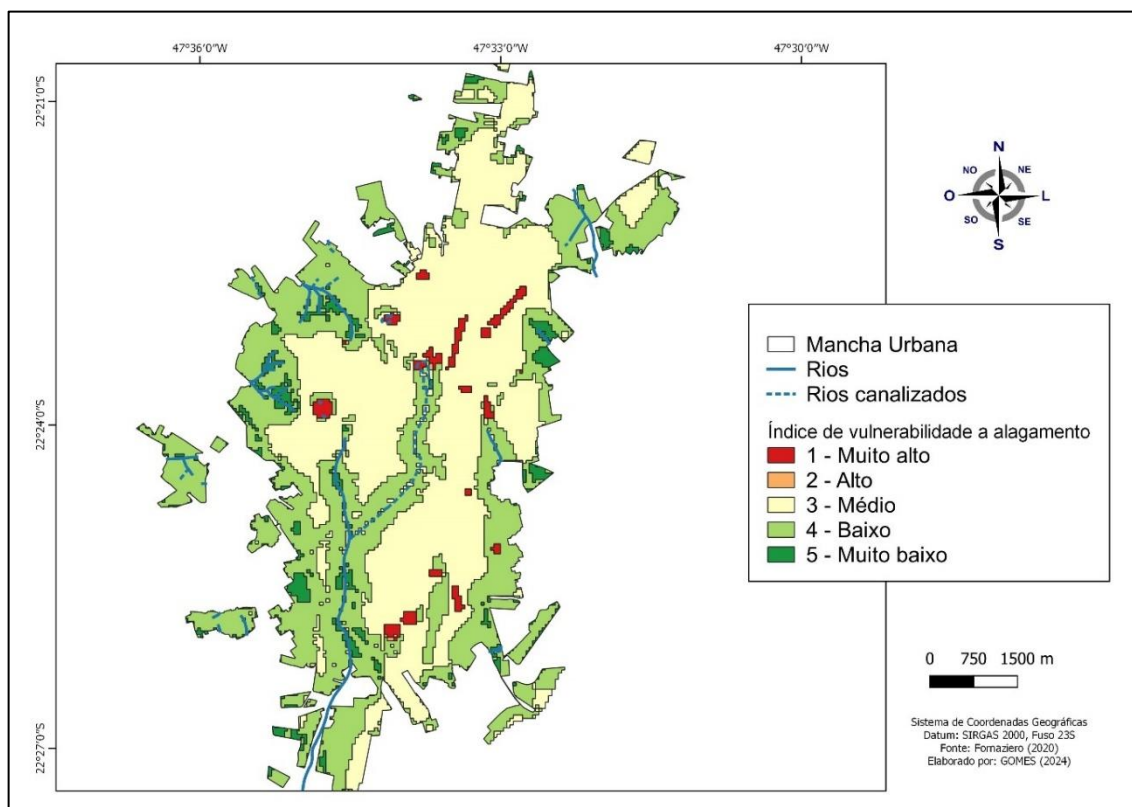 47°36'0"W
47°33'0"W
47°30'0"W
22°21'0"S
22°24'0"S
22°27'0"S
N
NO
NE
O
L
SO
SE
S
Mancha Urbana
Rios
Rios canalizados
Índice de vulnerabilidade a alagamento
1 - Muito alto
2 - Alto
3 - Médio
4 - Baixo
5 - Muito baixo
0 750 1500 m
Sistema de Coordenadas Geográficas
Datum: SIRGAS 2000, Fuso 23S
Fonte: Fornaziero (2020)
Elaborado por: GOMES (2024)